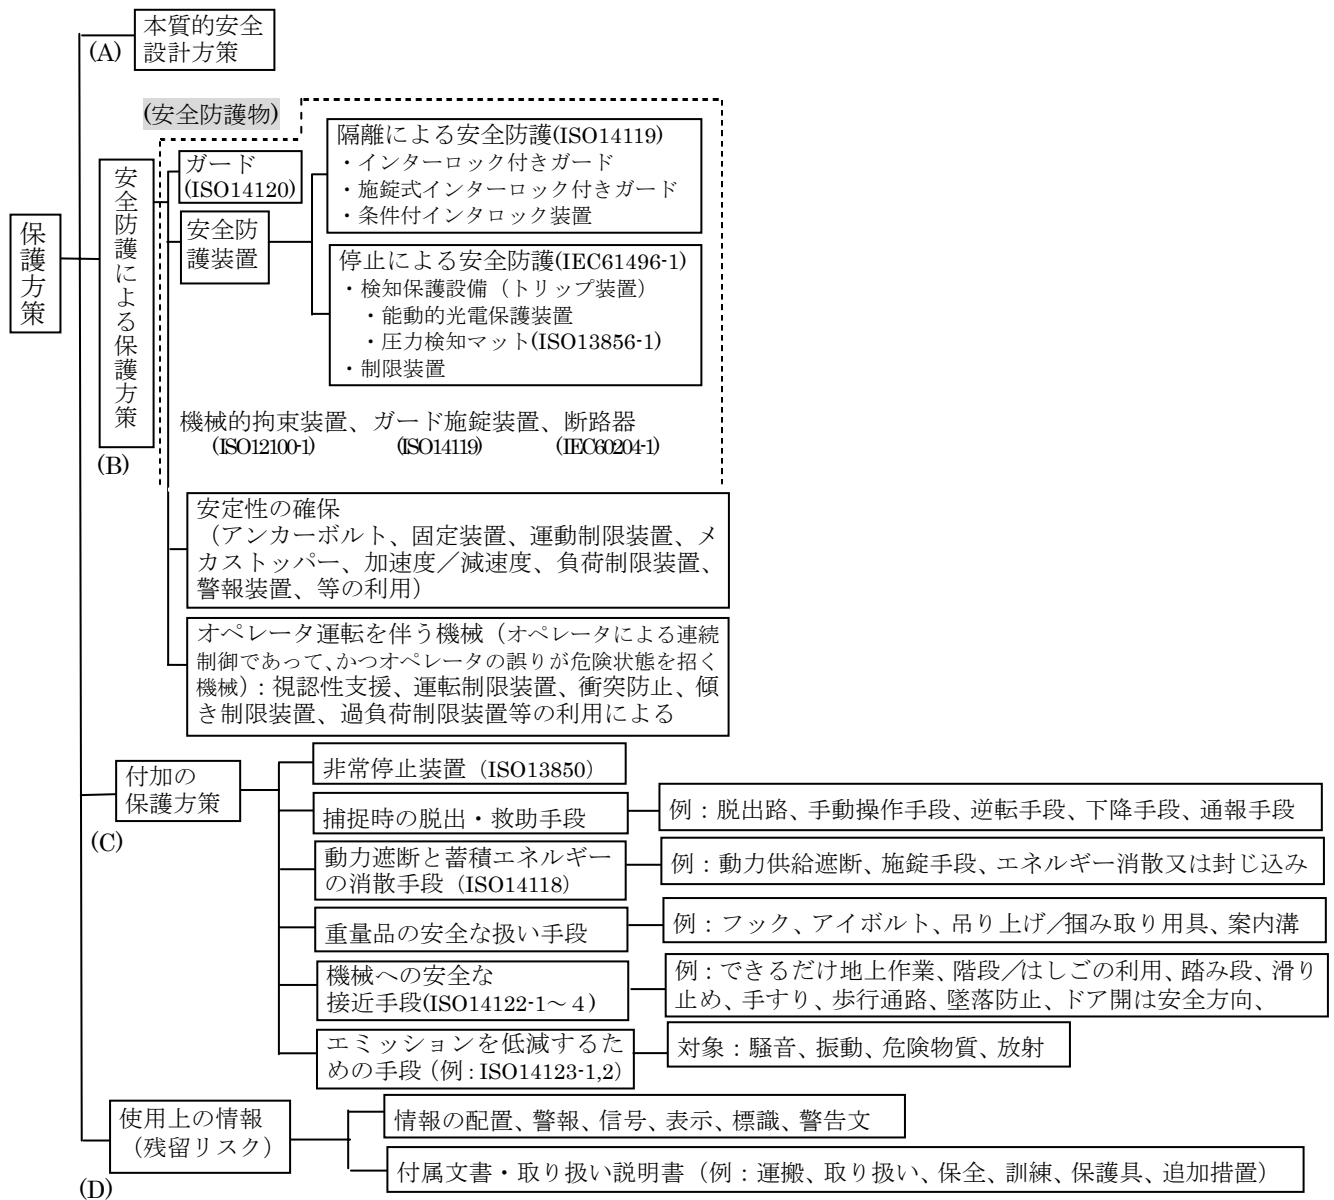 本質的安全
設計方策
(A)
(安全防護物)
ガード
(ISO14120)
安全防
護装置
隔離による安全防護(ISO14119)
・インターロック付きガード
・施錠式インターロック付きガード
・条件付インタロック装置
停止による安全防護(IEC61496-1)
・検知保護設備（トリップ装置）
・能動的光電保護装置
・圧力検知マット(ISO13856-1)
・制限装置
保護方策
安全防護による保護方策
(B)
機械的拘束装置、ガード施錠装置、断路器
(ISO12100-1) (ISO14119) (IEC60204-1)
安定性の確保
（アンカーボルト、固定装置、運動制限装置、メ
カストッパー、加速度／減速度、負荷制限装置、
警報装置、等の利用）
オペレータ運転を伴う機械（オペレータによる連続
制御であって、かつオペレータの誤りが危険状態を招く
機械）：視認性支援、運転制限装置、衝突防止、傾
き制限装置、過負荷制限装置等の利用による
付加の
保護方策
(C)
非常停止装置（ISO13850）
捕捉時の脱出・救助手段
例：脱出路、手動操作手段、逆転手段、下降手段、通報手段
動力遮断と蓄積エネルギー
の消散手段（ISO14118）
例：動力供給遮断、施錠手段、エネルギー消散又は封じ込み
重量品の安全な扱い手段
例：フック、アイボルト、吊り上げ／掴み取り用具、案内溝
機械への安全な
接近手段(ISO14122-1～4)
例：できるだけ地上作業、階段／はしごの利用、踏み段、滑り
止め、手すり、歩行通路、墜落防止、ドア開は安全方向、
エミッションを低減するた
めの手段（例：ISO14123-1,2）
対象：騒音、振動、危険物質、放射
使用上の情報
（残留リスク）
(D)
情報の配置、警報、信号、表示、標識、警告文
付属文書・取り扱い説明書（例：運搬、取り扱い、保全、訓練、保護具、追加措置）